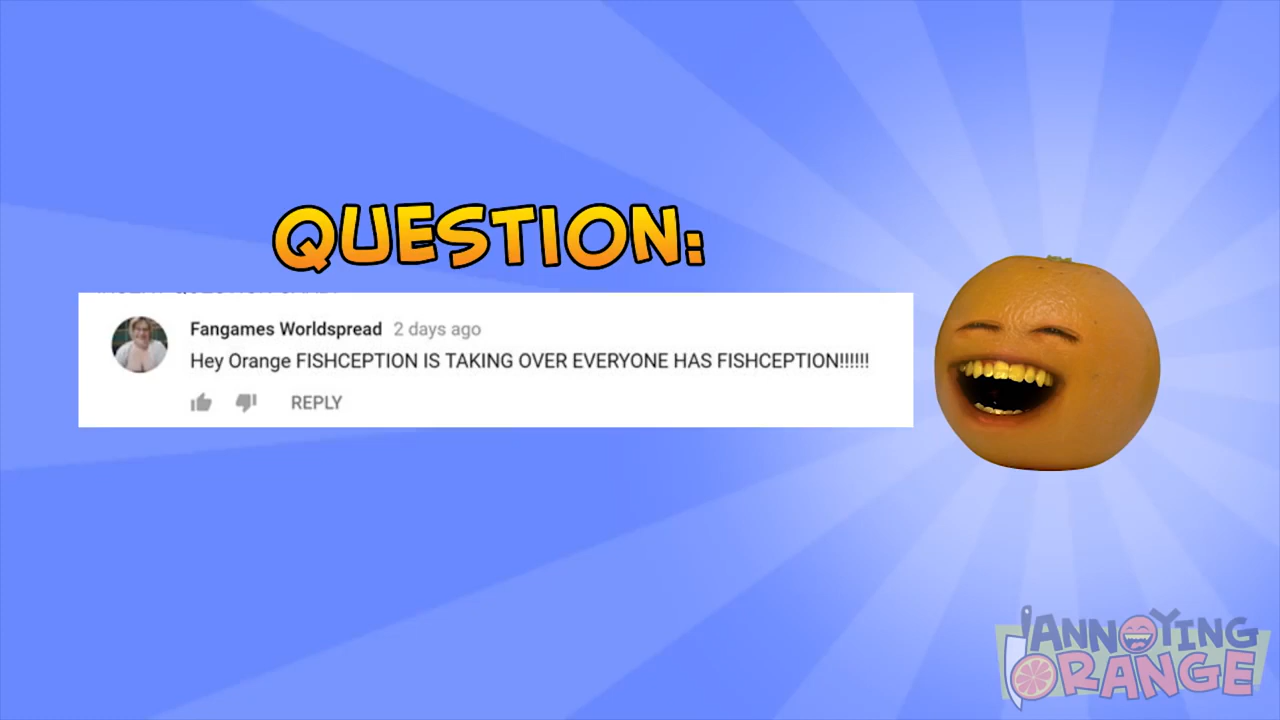 QUESTION:
Fangames Worldspread 2 days ago
Hey Orange FISHCEPTION IS TAKING OVER EVERYONE HAS FISHCEPTION!!!!!!
REPLY
ANNOYING
ORANGE